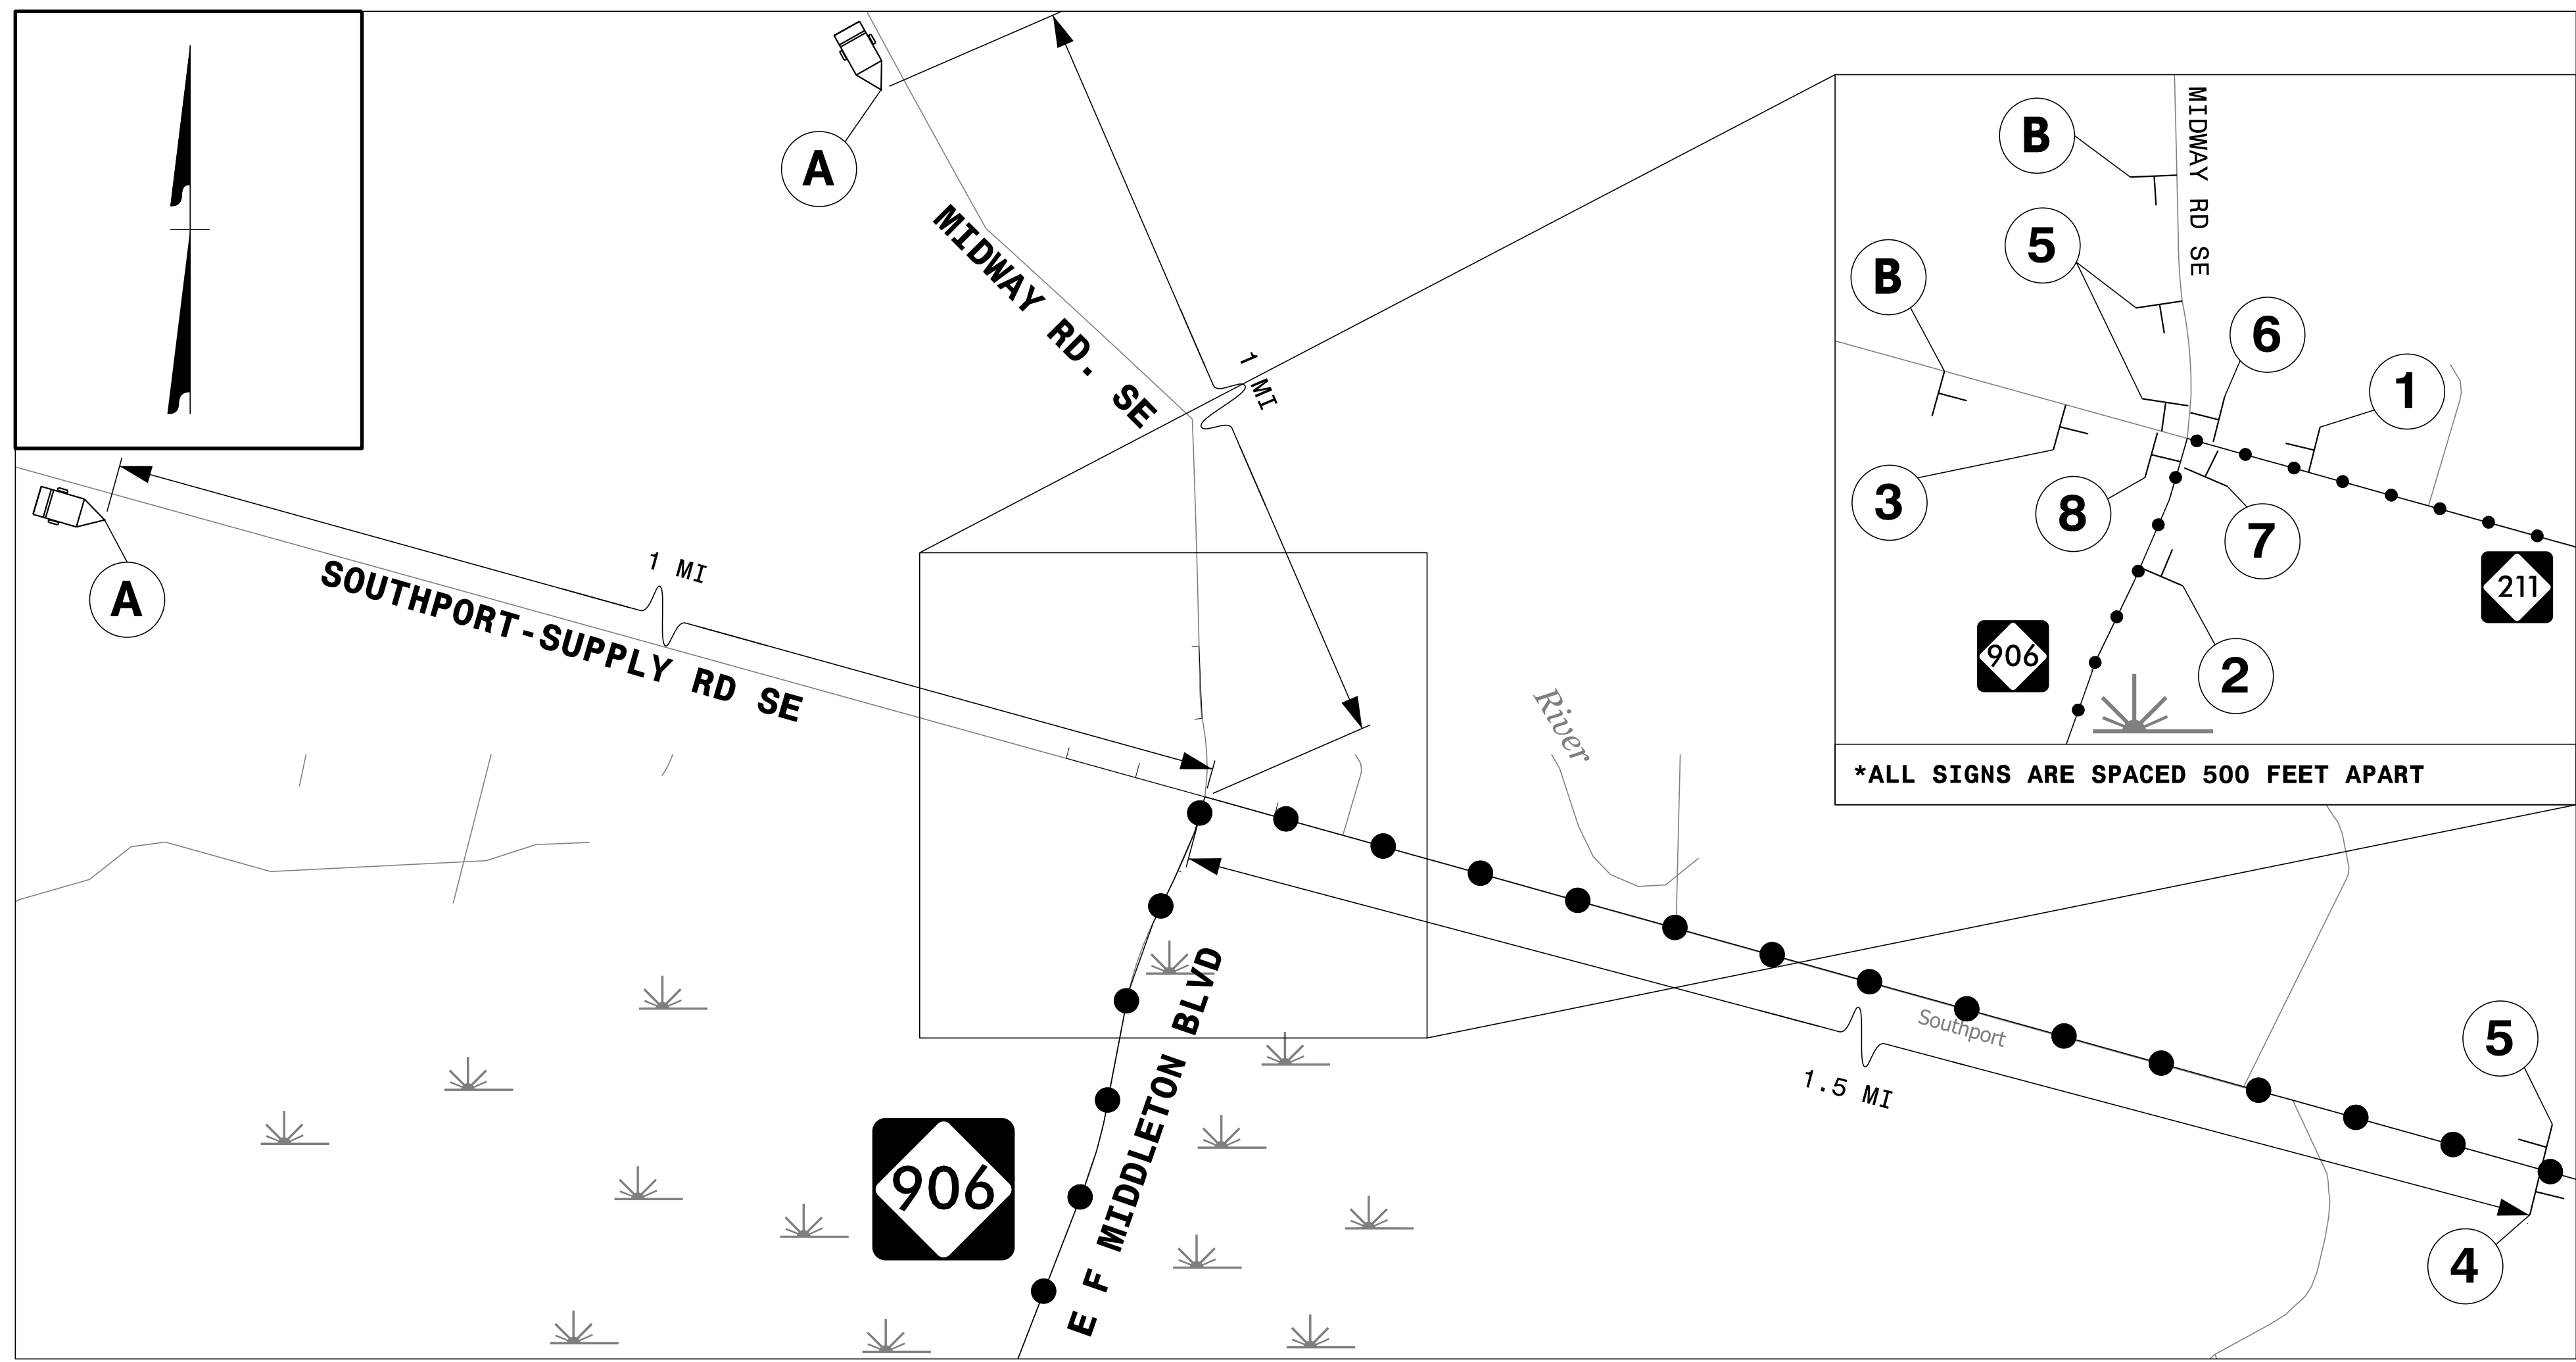 A
MIDWAY RD. SE
1 MI
A
1 MI
SOUTHPORT-SUPPLY RD SE
River
Southport
1.5 MI
906
E F MIDDLETON BLVD
5
4
MIDWAY RD SE
B
5
B
6
1
3
8
7
211
906
2
*ALL SIGNS ARE SPACED 500 FEET APART